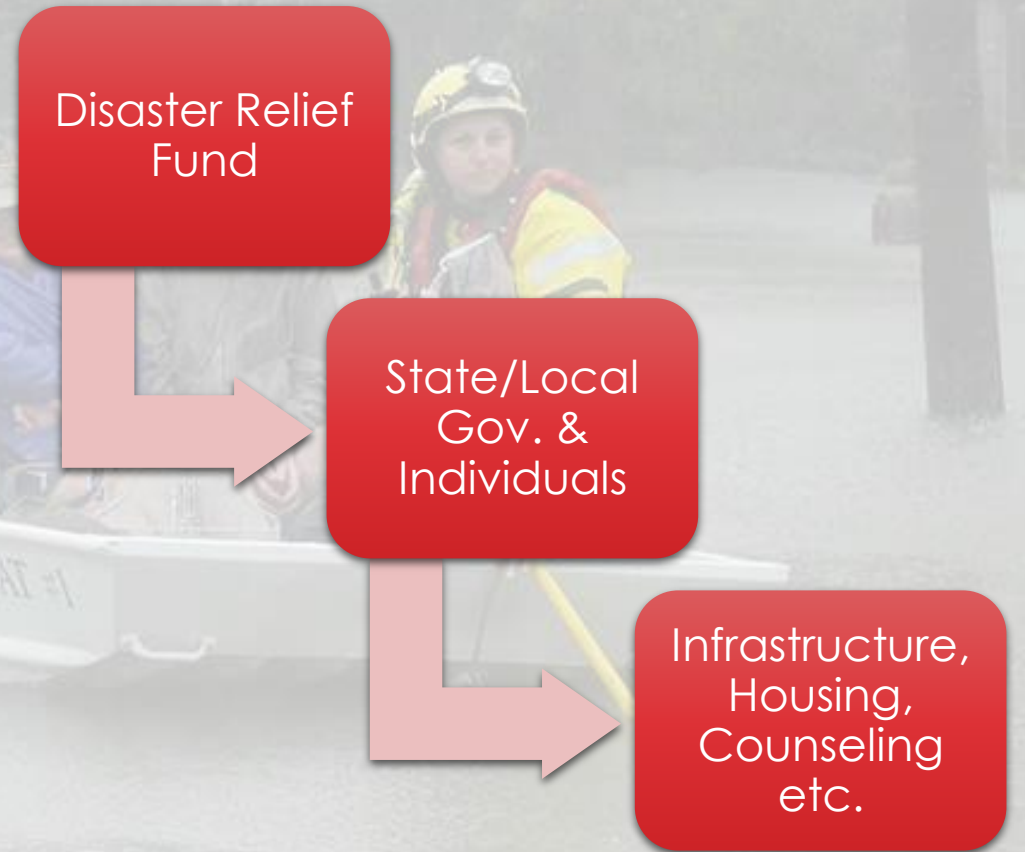 Disaster Relief
Fund
State/Local
Gov. &
Individuals
Infrastructure,
Housing,
Counseling
etc.